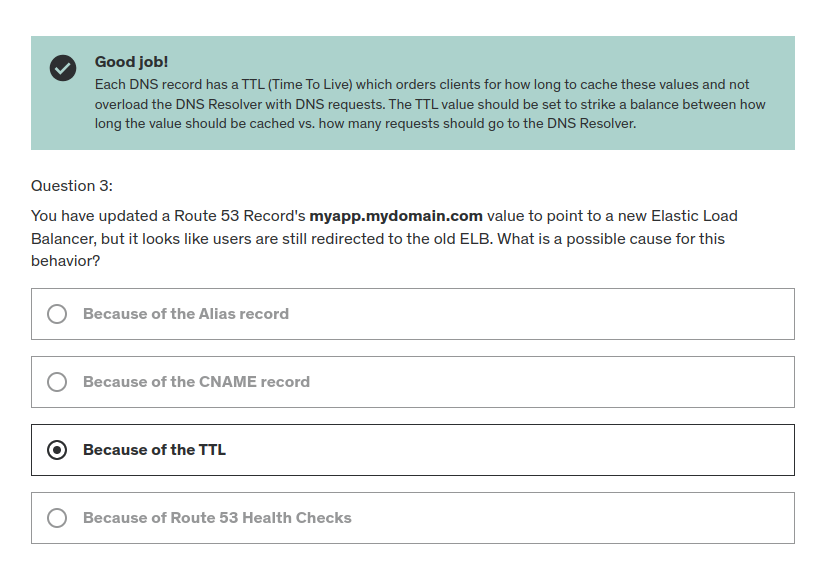 Good job!
Each DNS record has a TTL (Time To Live) which orders clients for how long to cache these values and not
overload the DNS Resolver with DNS requests. The TTL value should be set to strike a balance between how
long the value should be cached vs. how many requests should go to the DNS Resolver.
Question 3:
You have updated a Route 53 Record's myapp.mydomain.com value to point to a new Elastic Load
Balancer, but it looks like users are still redirected to the old ELB. What is a possible cause for this
behavior?
Because of the Alias record
Because of the CNAME record
Because of the TTL
Because of Route 53 Health Checks